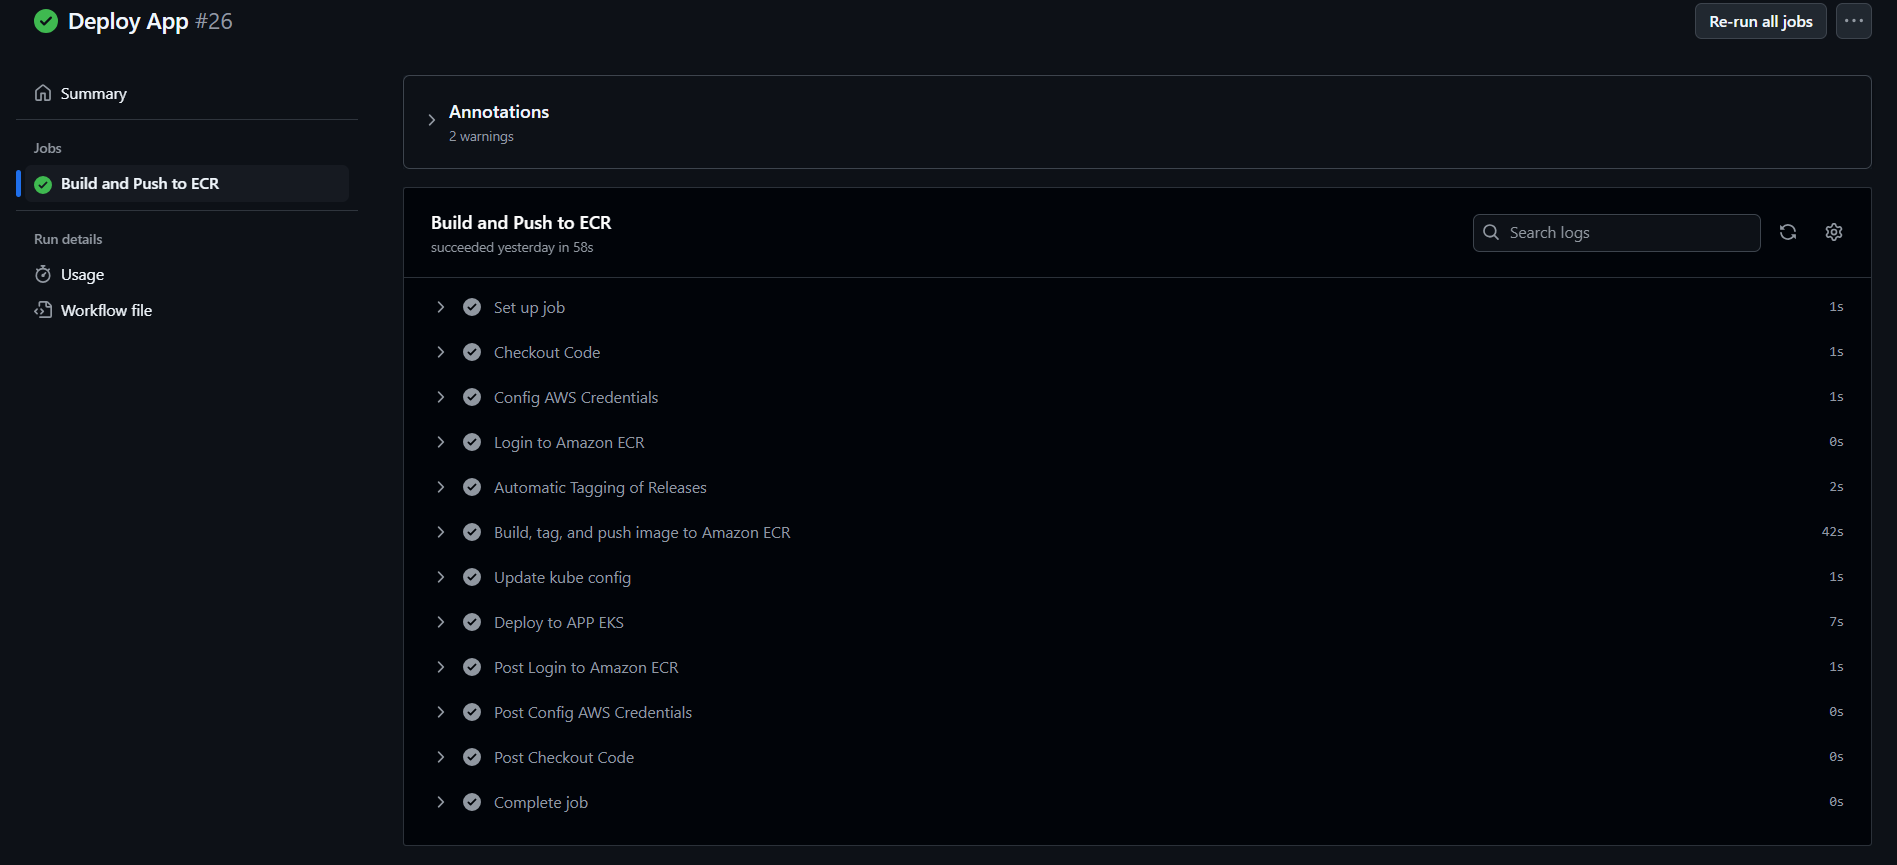 Deploy App #26
Re-run all jobs
Summary
Jobs
Build and Push to ECR
Run details
Usage
Workflow file
Annotations
2 warnings
Build and Push to ECR
succeeded yesterday in 58s
Search logs
Set up job 1s
Checkout Code 1s
Config AWS Credentials 1s
Login to Amazon ECR 0s
Automatic Tagging of Releases 2s
Build, tag, and push image to Amazon ECR 42s
Update kube config 1s
Deploy to APP EKS 7s
Post Login to Amazon ECR 1s
Post Config AWS Credentials 0s
Post Checkout Code 0s
Complete job 0s